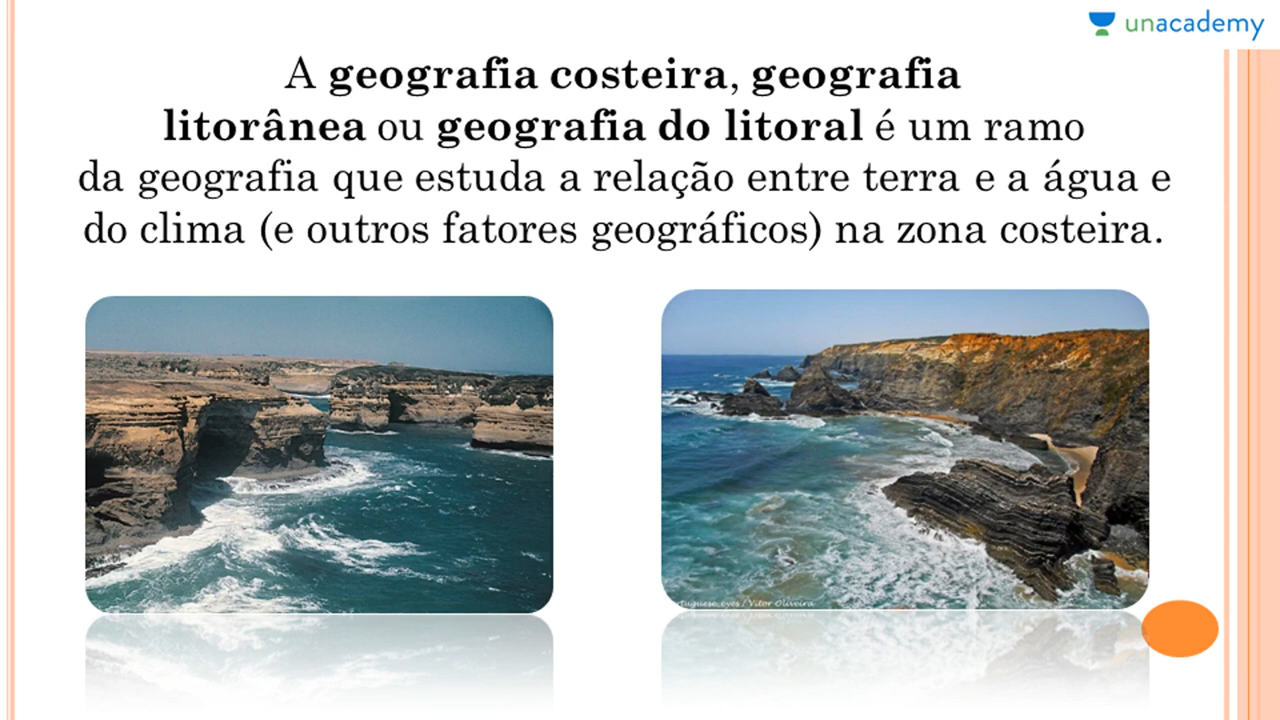 unacademy
A geografia costeira, geografia
litorânea ou geografia do litoral é um ramo
da geografia que estuda a relação entre terra e a água e
do clima (e outros fatores geográficos) na zona costeira.
eyes / Vitor Oliveira